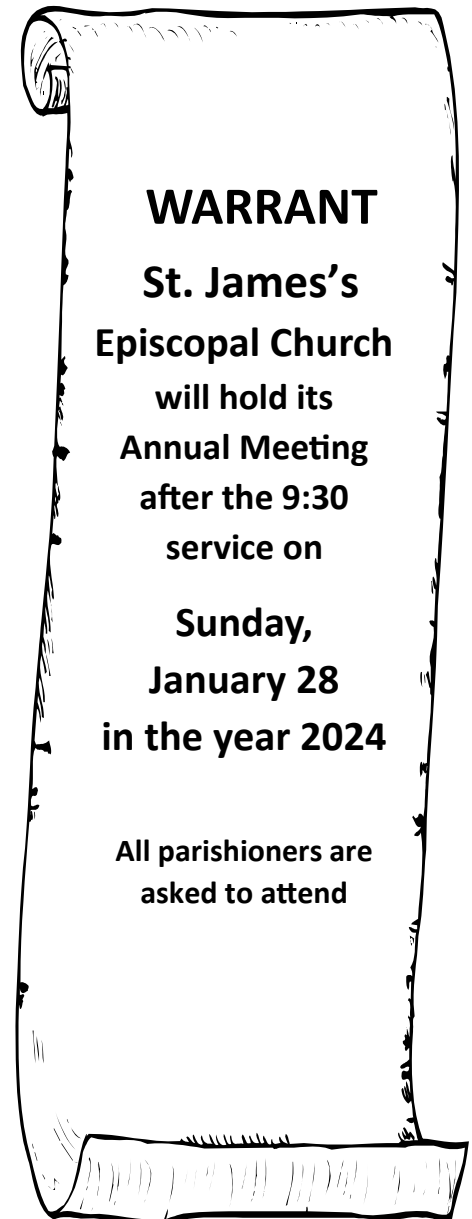 WARRANT
St. James’s
Episcopal Church
will hold its
Annual Meeting
after the 9:30
service on
Sunday,
January 28
in the year 2024
All parishioners are
asked to attend